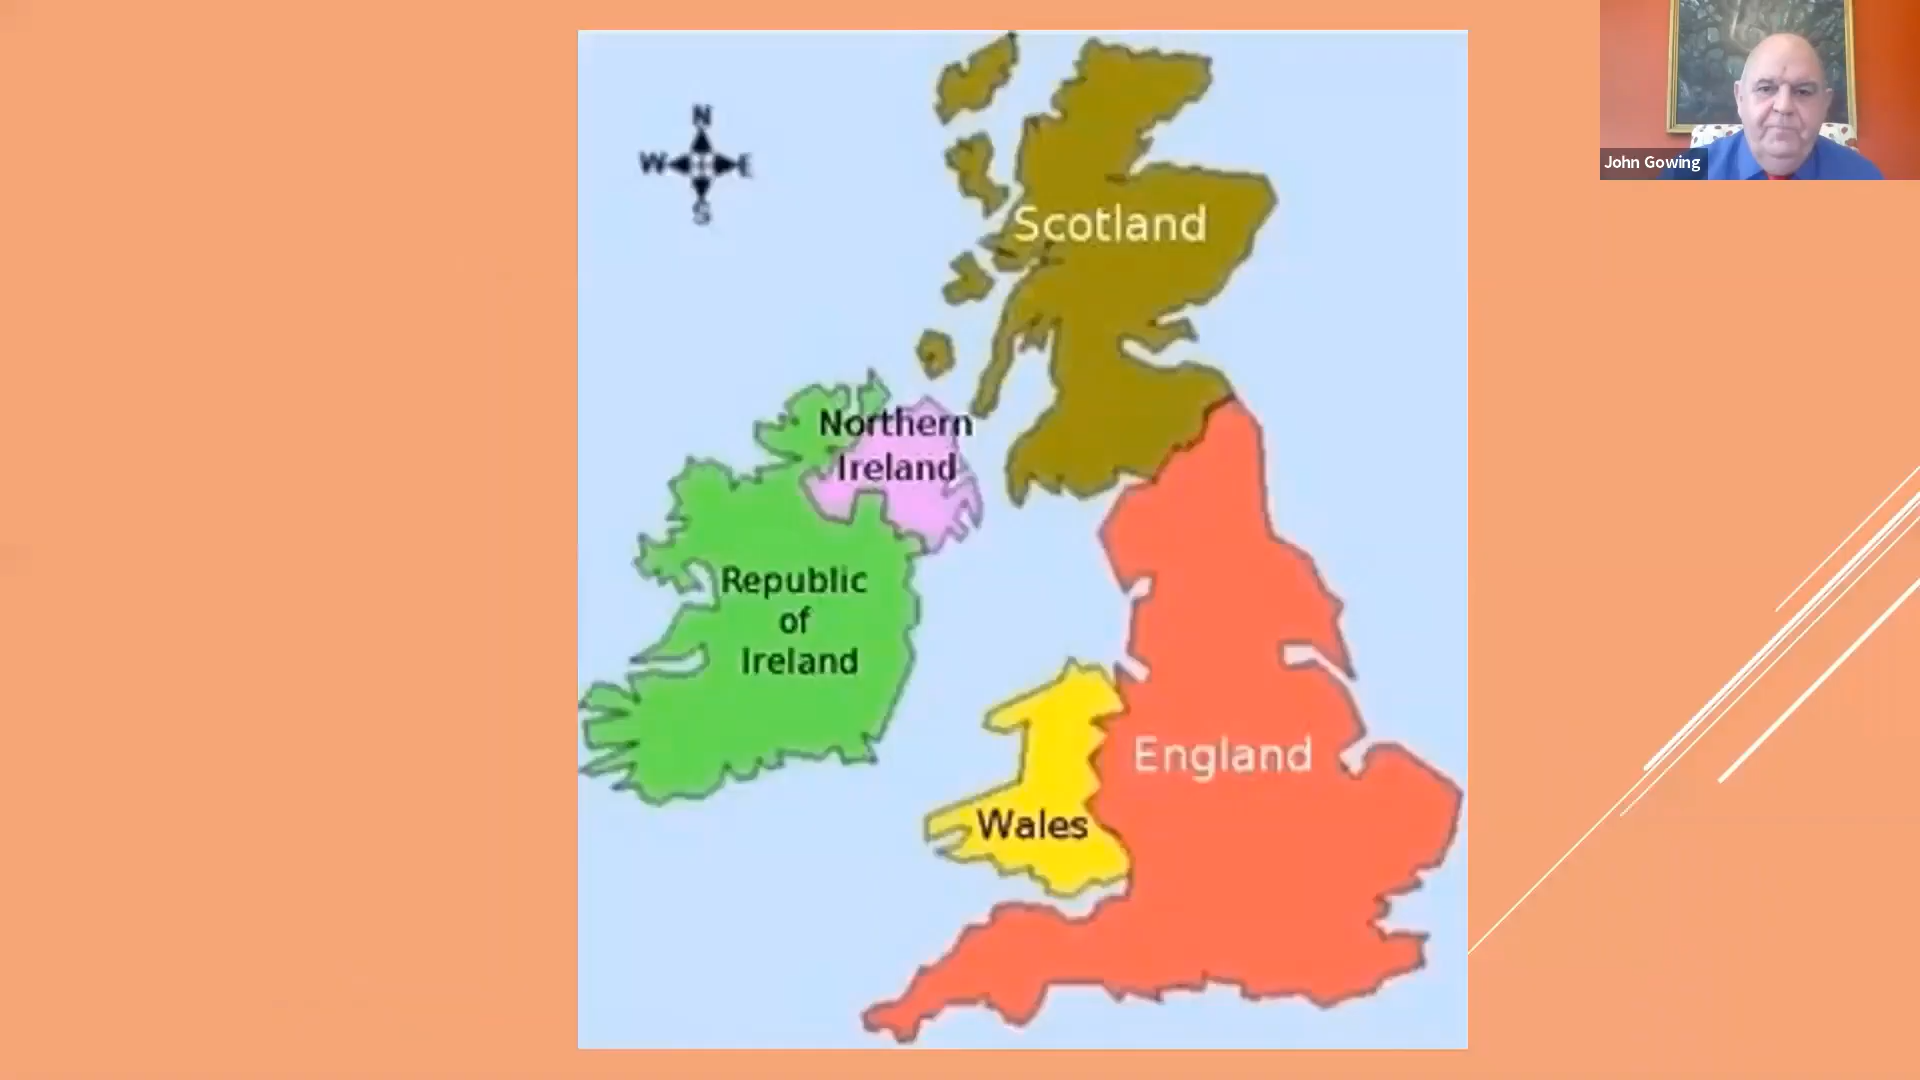 N
W E
S
Scotland
Northern
Ireland
Republic
of
Ireland
England
Wales
John Gowing